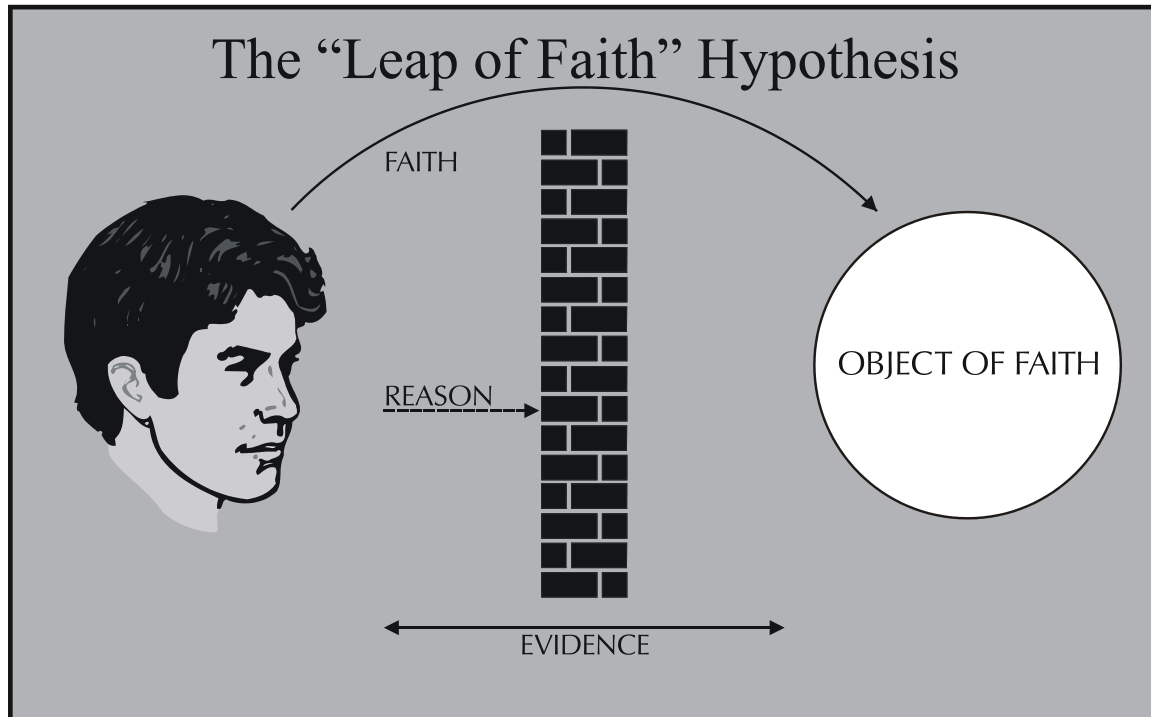 The “Leap of Faith” Hypothesis
FAITH
OBJECT OF FAITH
REASON
EVIDENCE